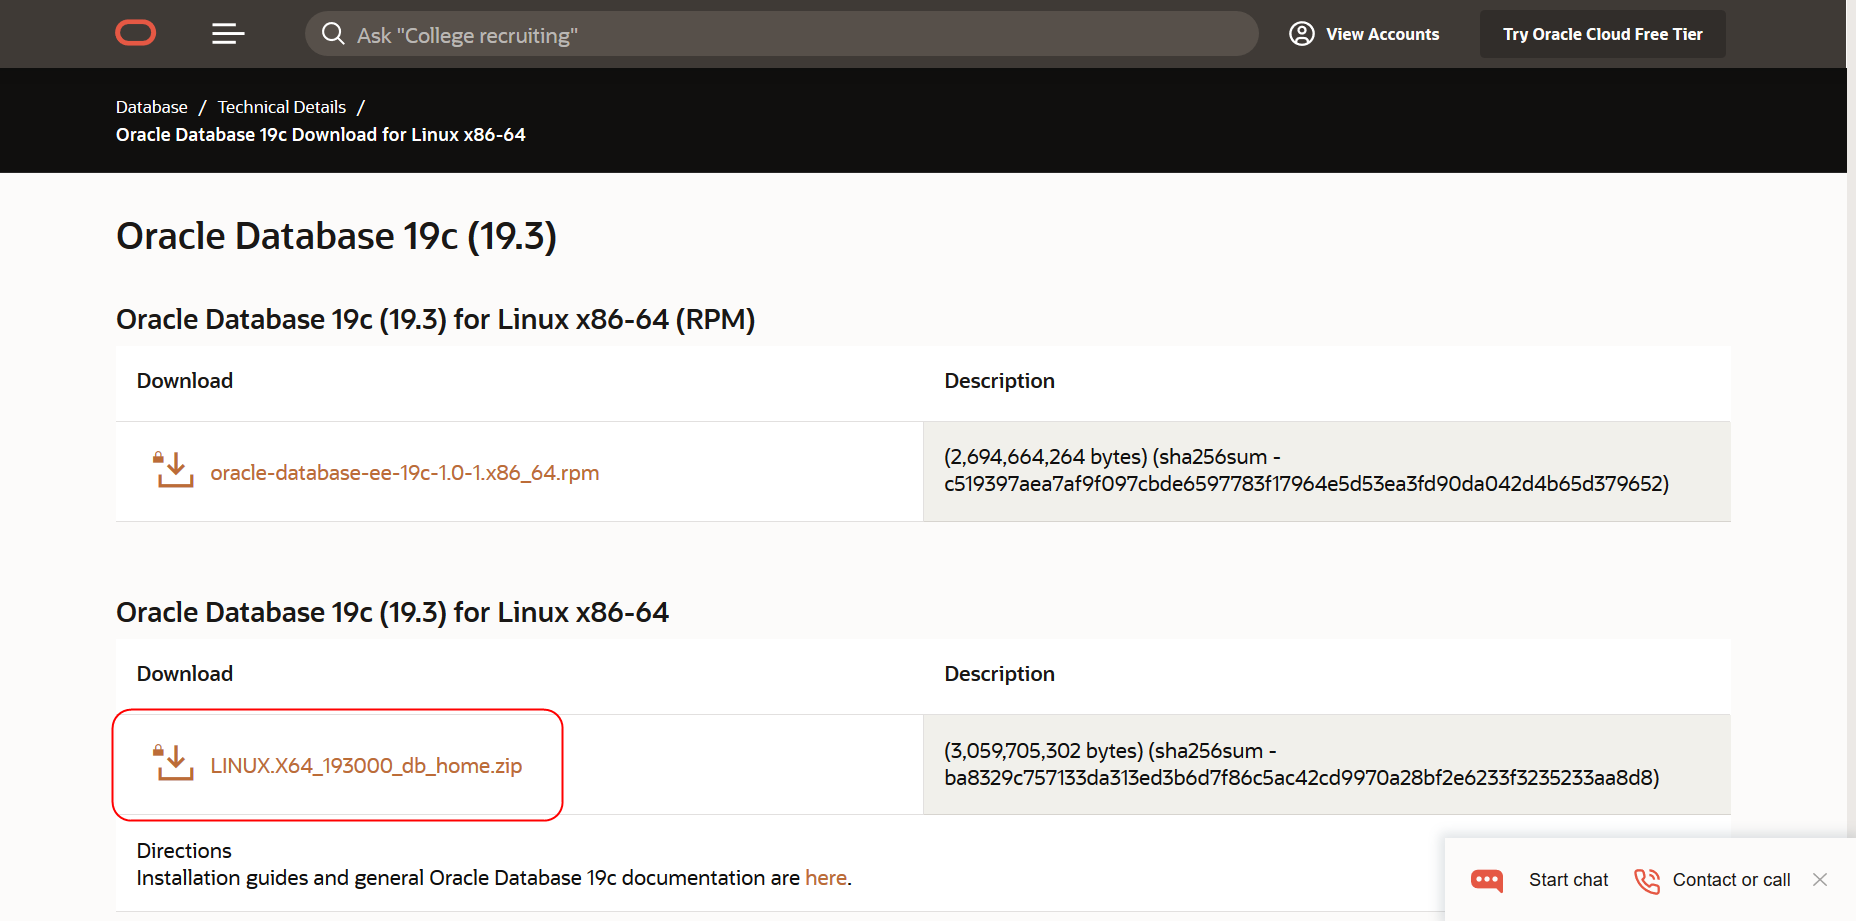 Ask "College recruiting"
View Accounts
Try Oracle Cloud Free Tier
Database / Technical Details /
Oracle Database 19c Download for Linux x86-64
Oracle Database 19c (19.3)
Oracle Database 19c (19.3) for Linux x86-64 (RPM)
Download
Description
oracle-database-ee-19c-1.0-1.x86_64.rpm
(2,694,664,264 bytes) (sha256sum -
c519397aea7af9f097cbde6597783f17964e5d53ea3fd90da042d4b65d379652)
Oracle Database 19c (19.3) for Linux x86-64
Download
Description
LINUX.X64_193000_db_home.zip
(3,059,705,302 bytes) (sha256sum -
ba8329c757133da313ed3b6d7f86c5ac42cd9970a28bf2e6233f3235233aa8d8)
Directions
Installation guides and general Oracle Database 19c documentation are here.
Start chat
Contact or call